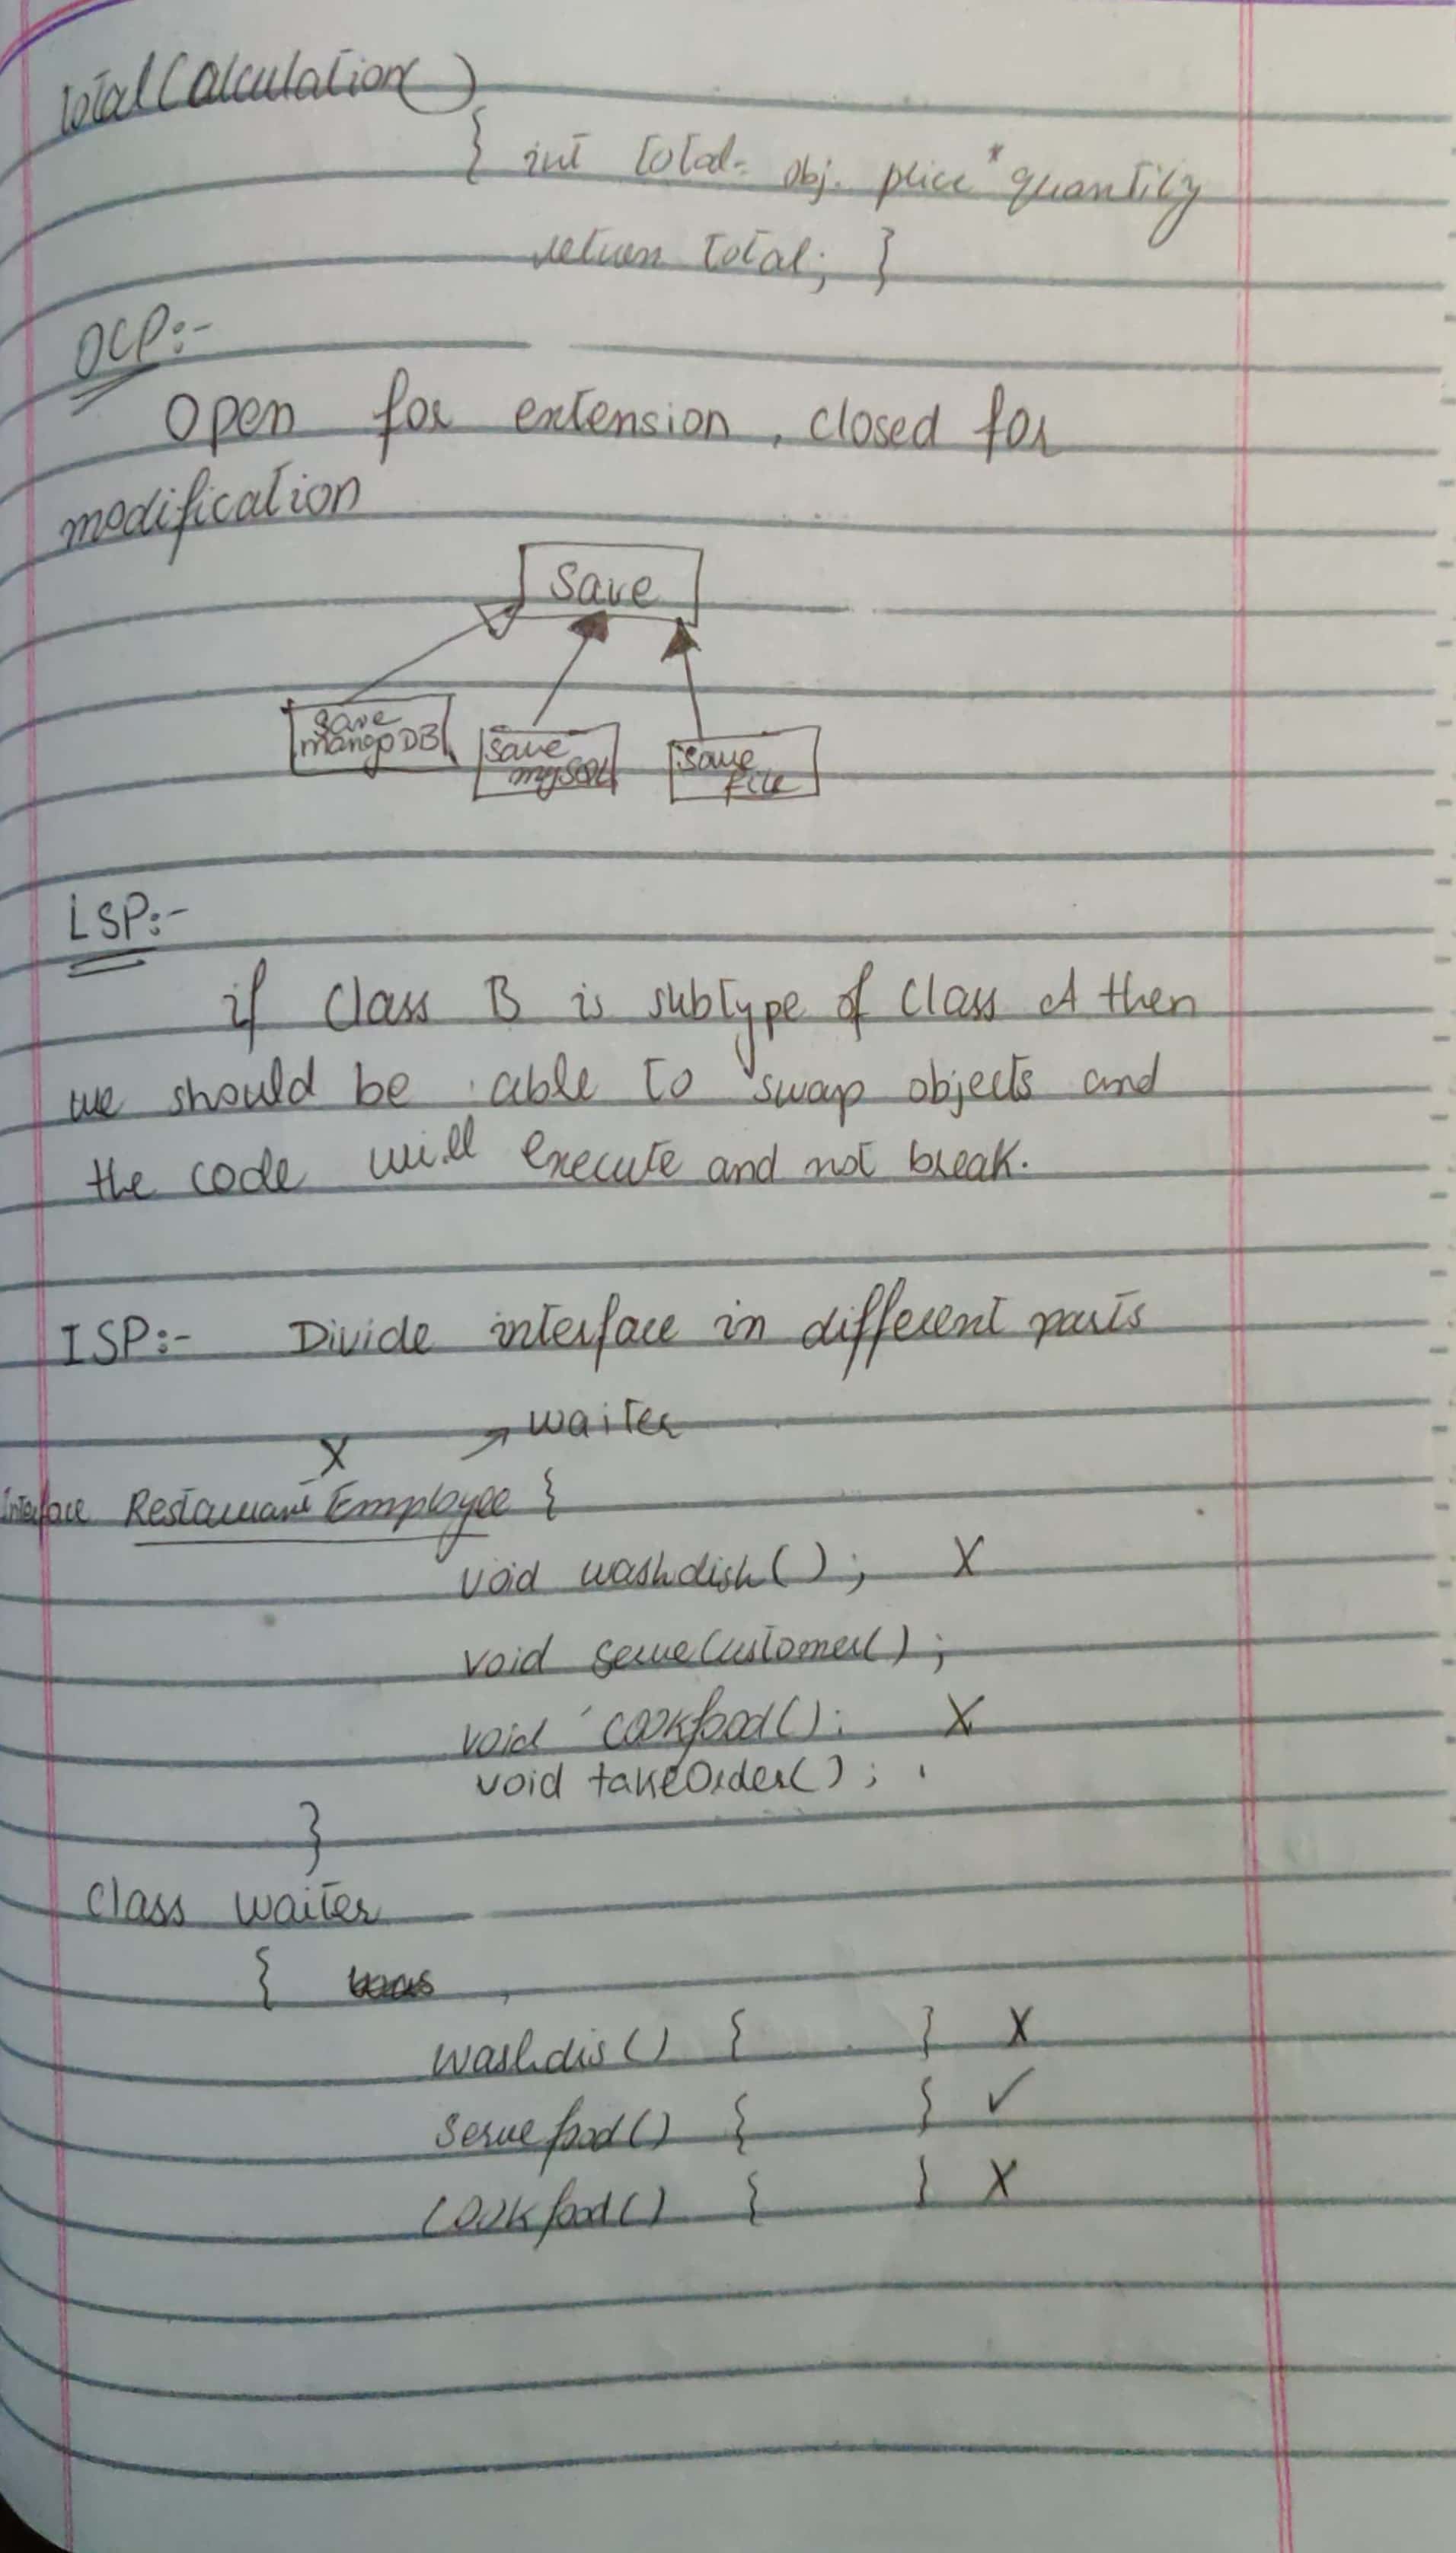 totalCalculation()
{ int total= obj. price * quantity
return total; }
OCP:-
Open for extension, closed for
modification
Save
save
mangoDB
save
mySQL
save
file
LSP:-
if Class B is subtype of Class A then
we should be able to swap objects and
the code will execute and not break.
ISP:- Divide interface in different parts
X → waiter
Interface Restaurant Employee {
void washdish(); X
void serveCustomer();
void cookfood(); X
void takeOrder();
}
Class waiter
{
washdis() { } X
servefood() { } ✓
Cookfood() { } X